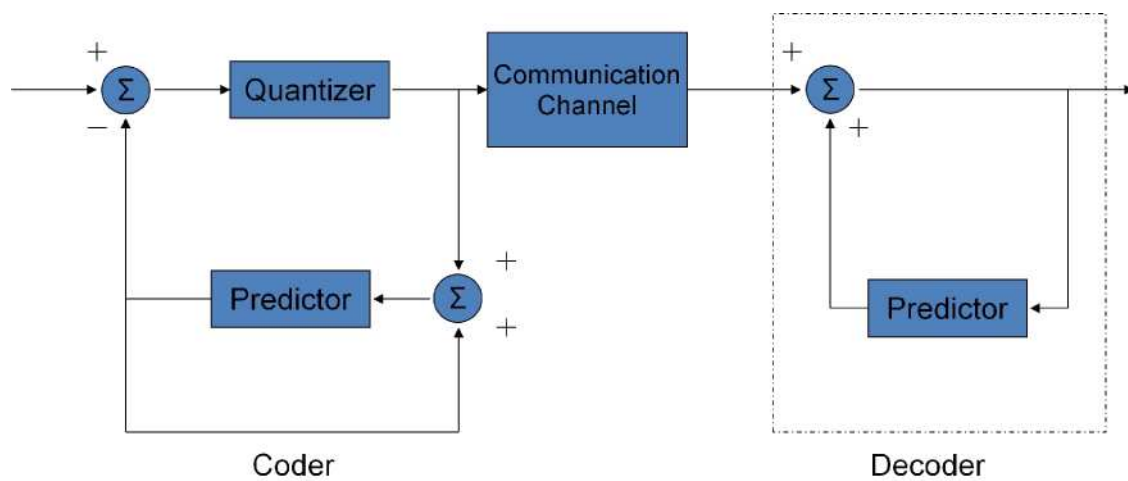 +
Σ
−
Quantizer
Communication
Channel
+
Σ
+
Predictor
Σ
+
+
Predictor
Coder
Decoder